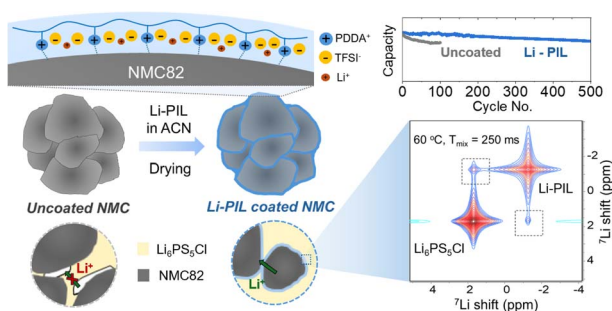 PDDA⁺
TFSI⁻
Li⁺
NMC82
Li-PIL
in ACN
Drying
Uncoated NMC
Li-PIL coated NMC
Li⁺
Li₆PS₅Cl
NMC82
Li⁺
Capacity
Uncoated
Li - PIL
0 100 200 300 400 500
Cycle No.
60 °C, Tmix = 250 ms
Li-PIL
Li₆PS₅Cl
-2
0
2
4
⁷Li shift (ppm)
4 2 0 -2
⁷Li shift (ppm)